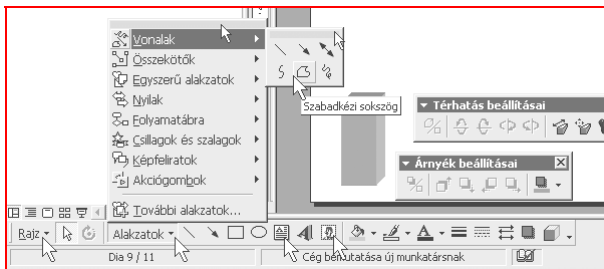 Vonalak
Összekötők
Egyszerű alakzatok
Nyilak
Folyamatábra
Csillagok és szalagok
Képfeliratok
Akciógombok
További alakzatok...
Szabadkézi sokszög
Térhatás beállításai
Árnyék beállításai
Rajz
Alakzatok
Dia 9 / 11
Cég bemutatása új munkatársnak